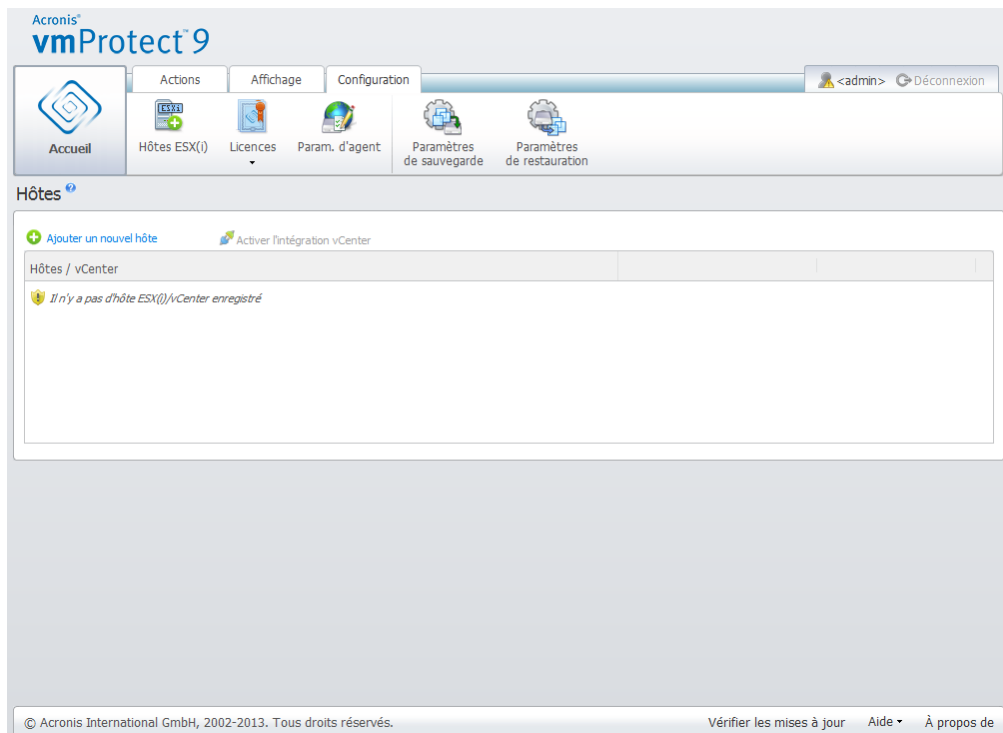 Acronis®
vmProtect™9
Actions
Affichage
Configuration
<admin>
Déconnexion
Accueil
Hôtes ESX(i)
Licences
Param. d'agent
Paramètres
de sauvegarde
Paramètres
de restauration
ESXi
Hôtes
Ajouter un nouvel hôte
Activer l'intégration vCenter
Hôtes / vCenter
Il n'y a pas d'hôte ESX(i)/vCenter enregistré
© Acronis International GmbH, 2002-2013. Tous droits réservés.
Vérifier les mises à jour
Aide
À propos de